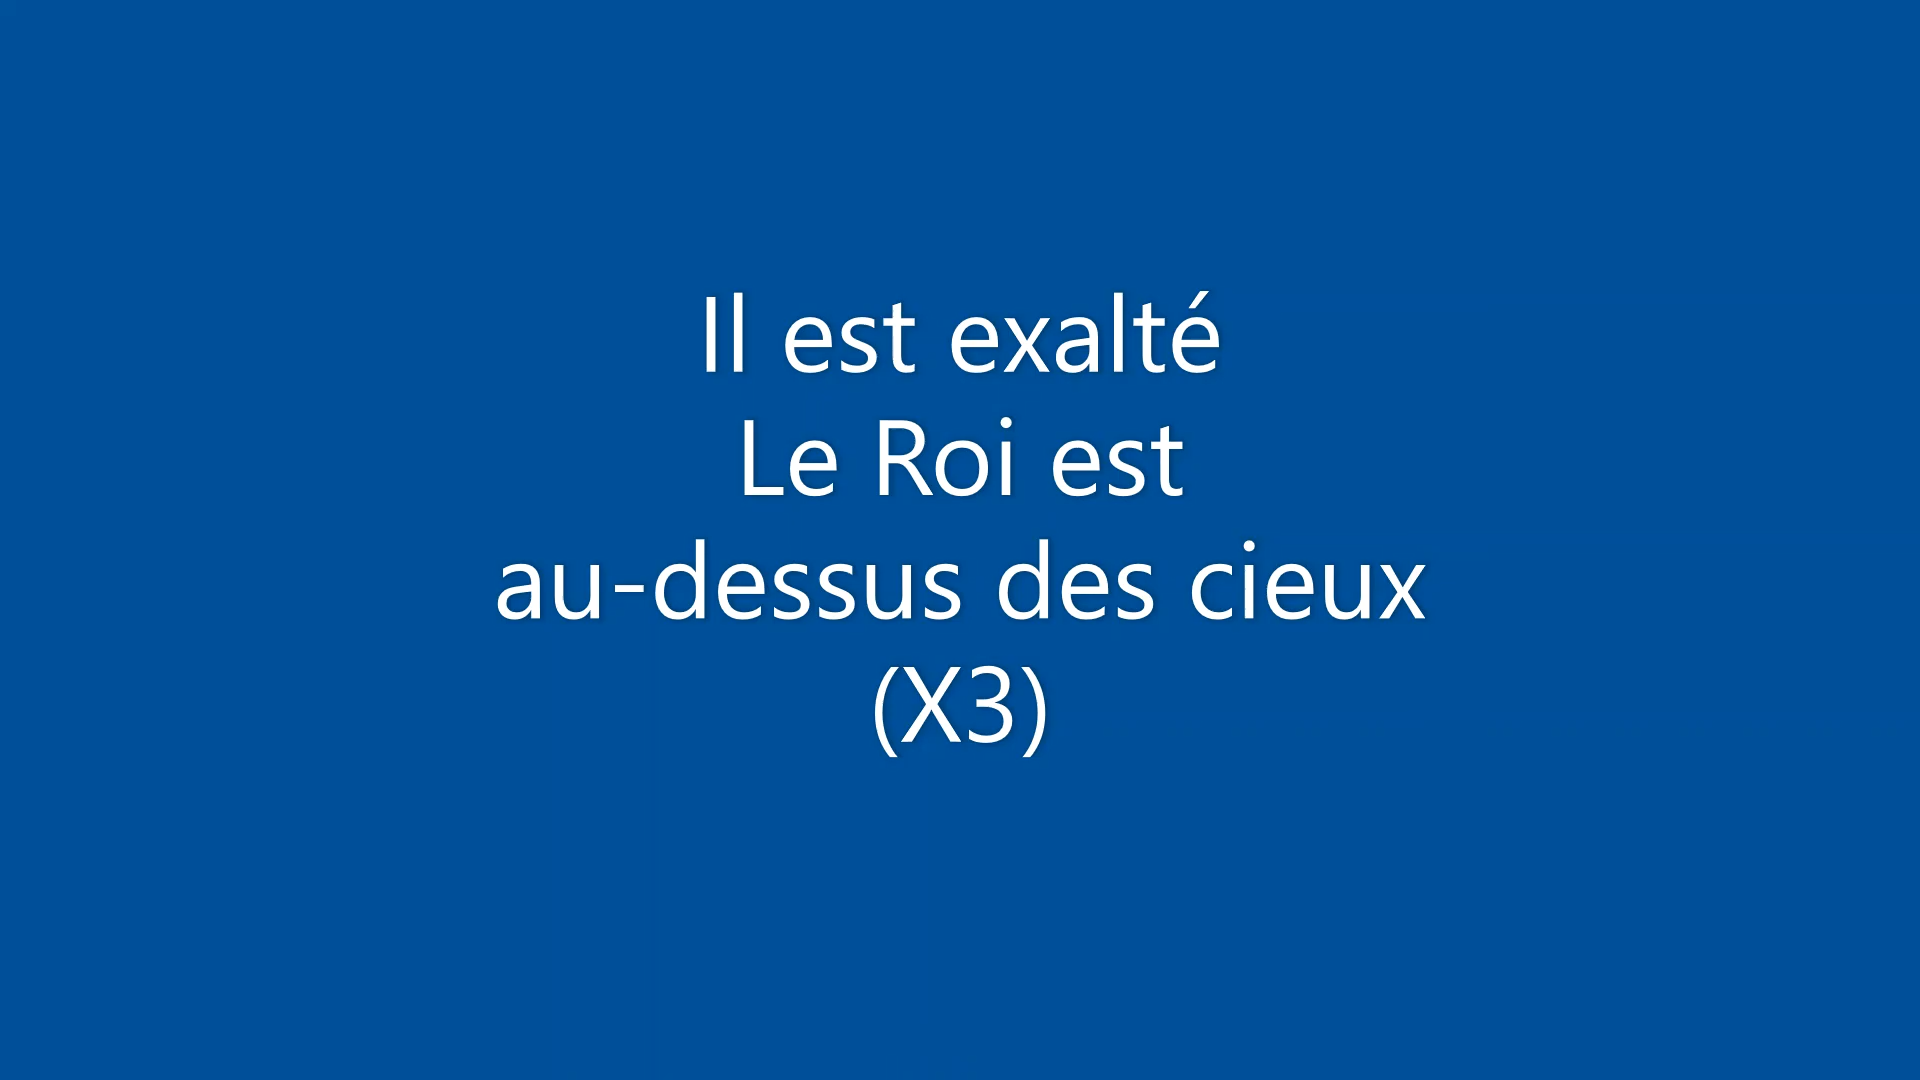 Il est exalté
Le Roi est
au-dessus des cieux
(X3)